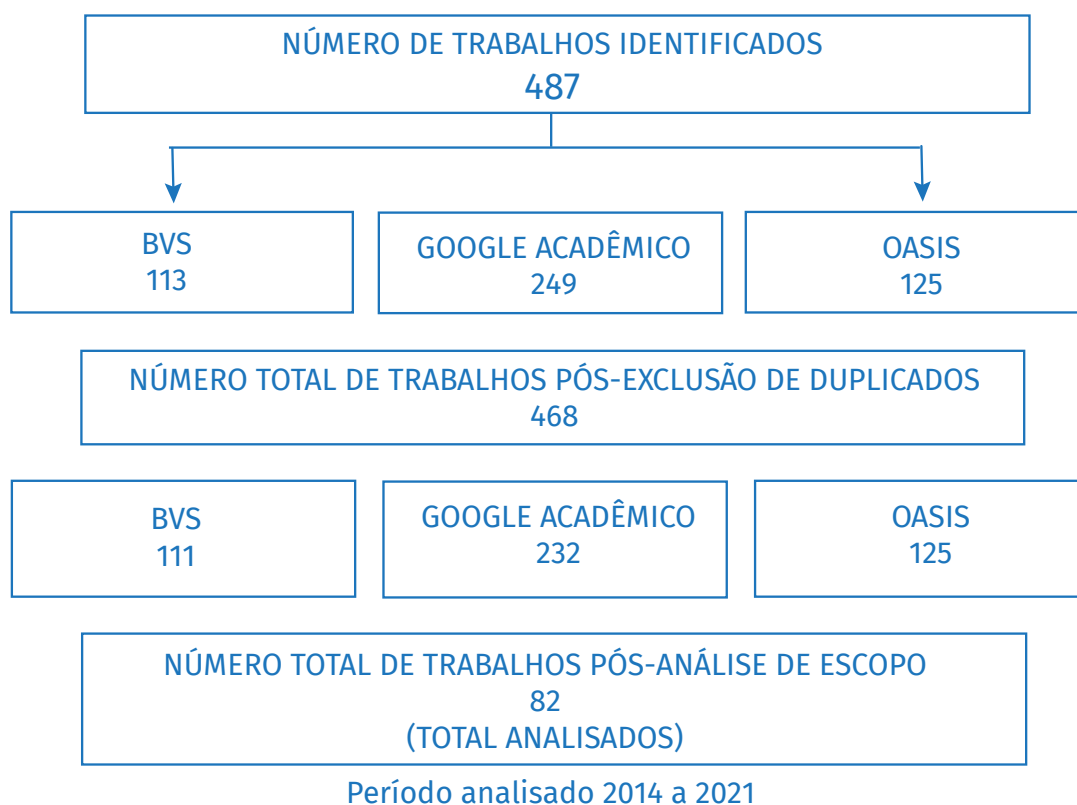 NÚMERO DE TRABALHOS IDENTIFICADOS
487
BVS
113
GOOGLE ACADÊMICO
249
OASIS
125
NÚMERO TOTAL DE TRABALHOS PÓS-EXCLUSÃO DE DUPLICADOS
468
BVS
111
GOOGLE ACADÊMICO
232
OASIS
125
NÚMERO TOTAL DE TRABALHOS PÓS-ANÁLISE DE ESCOPO
82
(TOTAL ANALISADOS)
Período analisado 2014 a 2021